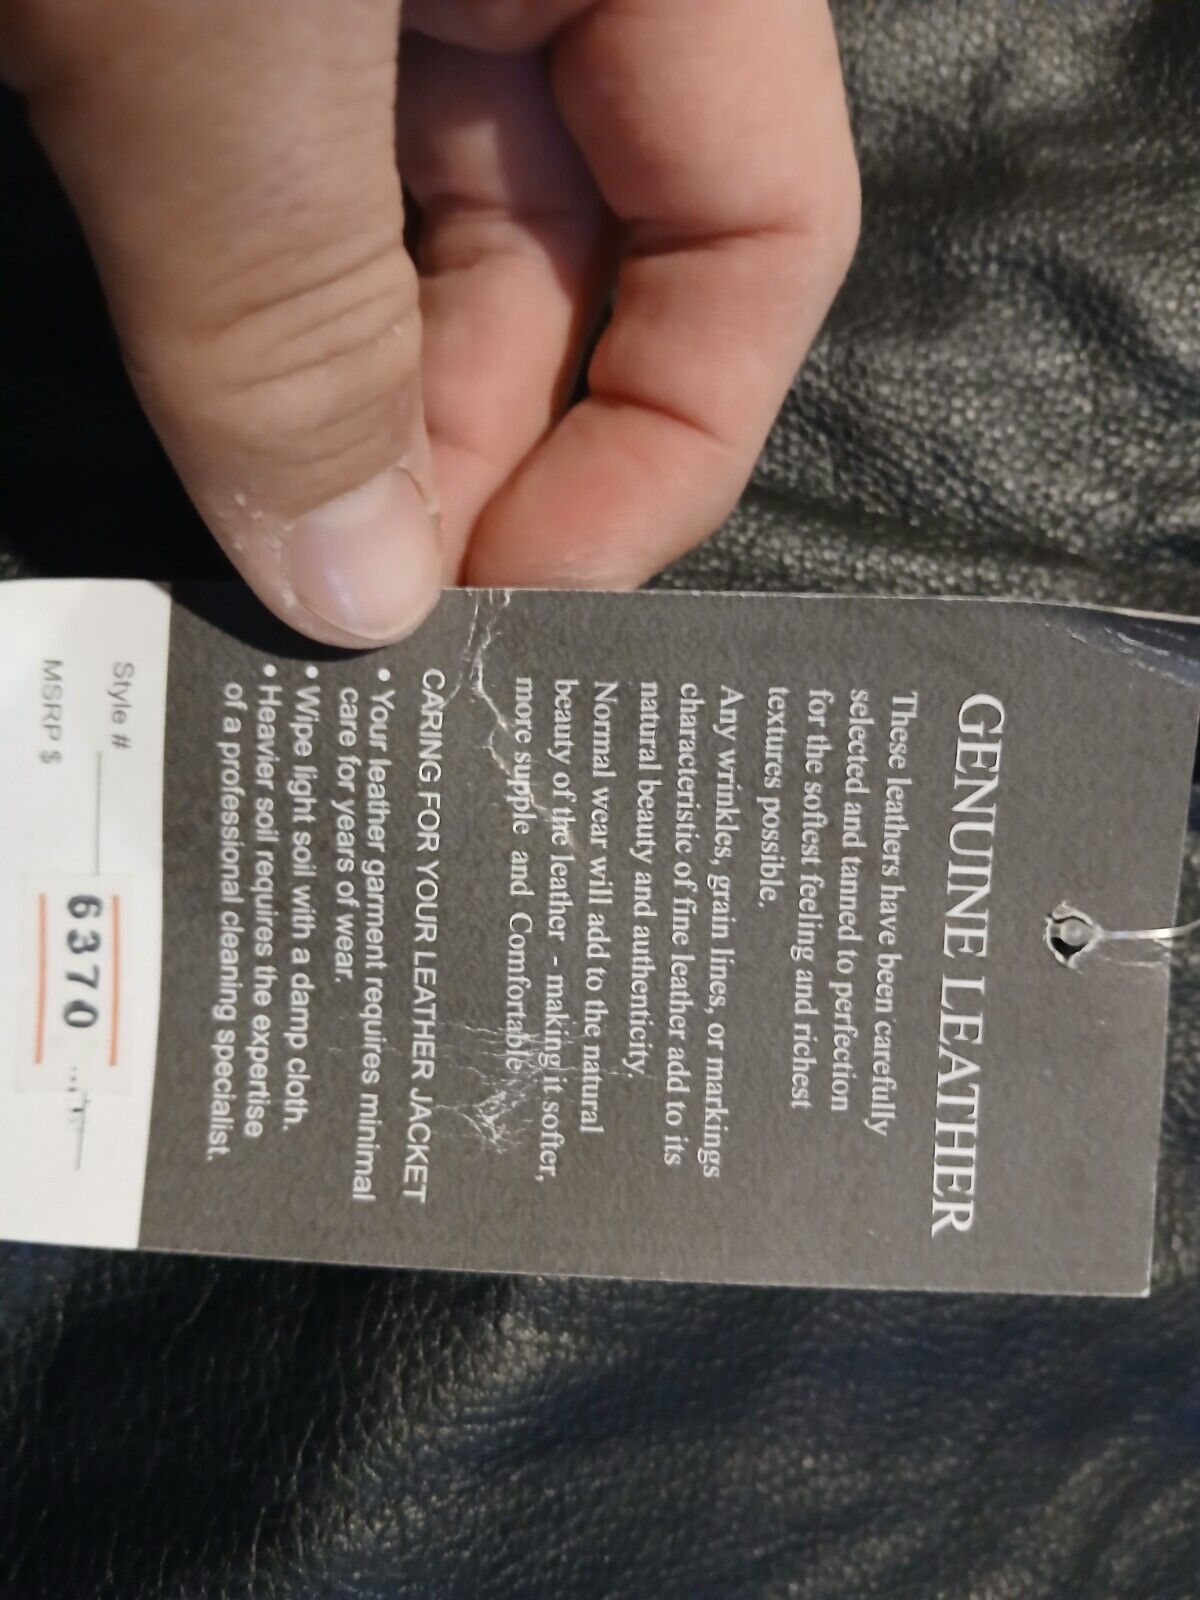 GENUINE LEATHER
These leathers have been carefully
selected and tanned to perfection
for the softest feeling and richest
textures possible.
Any wrinkles, grain lines, or markings
characteristic of fine leather add to its
natural beauty and authenticity.
Normal wear will add to the natural
beauty of the leather - making it softer,
more supple and Comfortable
CARING FOR YOUR LEATHER JACKET
• Your leather garment requires minimal
care for years of wear.
• Wipe light soil with a damp cloth.
• Heavier soil requires the expertise
of a professional cleaning specialist.
Style #
MSRP $
6370